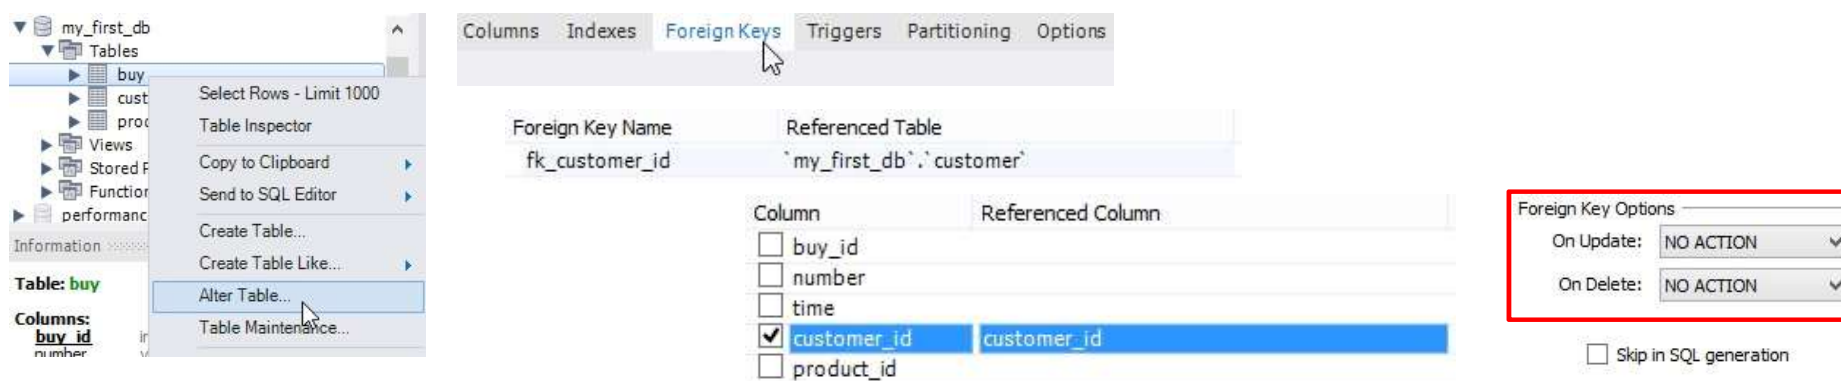 my_first_db
Tables
buy
cust
proc
Views
Stored P
Function
performanc
Information
Table: buy
Columns:
buy_id
number
Select Rows - Limit 1000
Table Inspector
Copy to Clipboard
Send to SQL Editor
Create Table...
Create Table Like...
Alter Table...
Table Maintenance...
Columns Indexes Foreign Keys Triggers Partitioning Options
Foreign Key Name Referenced Table
fk_customer_id `my_first_db`.`customer`
Column Referenced Column
buy_id
number
time
customer_id customer_id
product_id
Foreign Key Options
On Update: NO ACTION
On Delete: NO ACTION
Skip in SQL generation